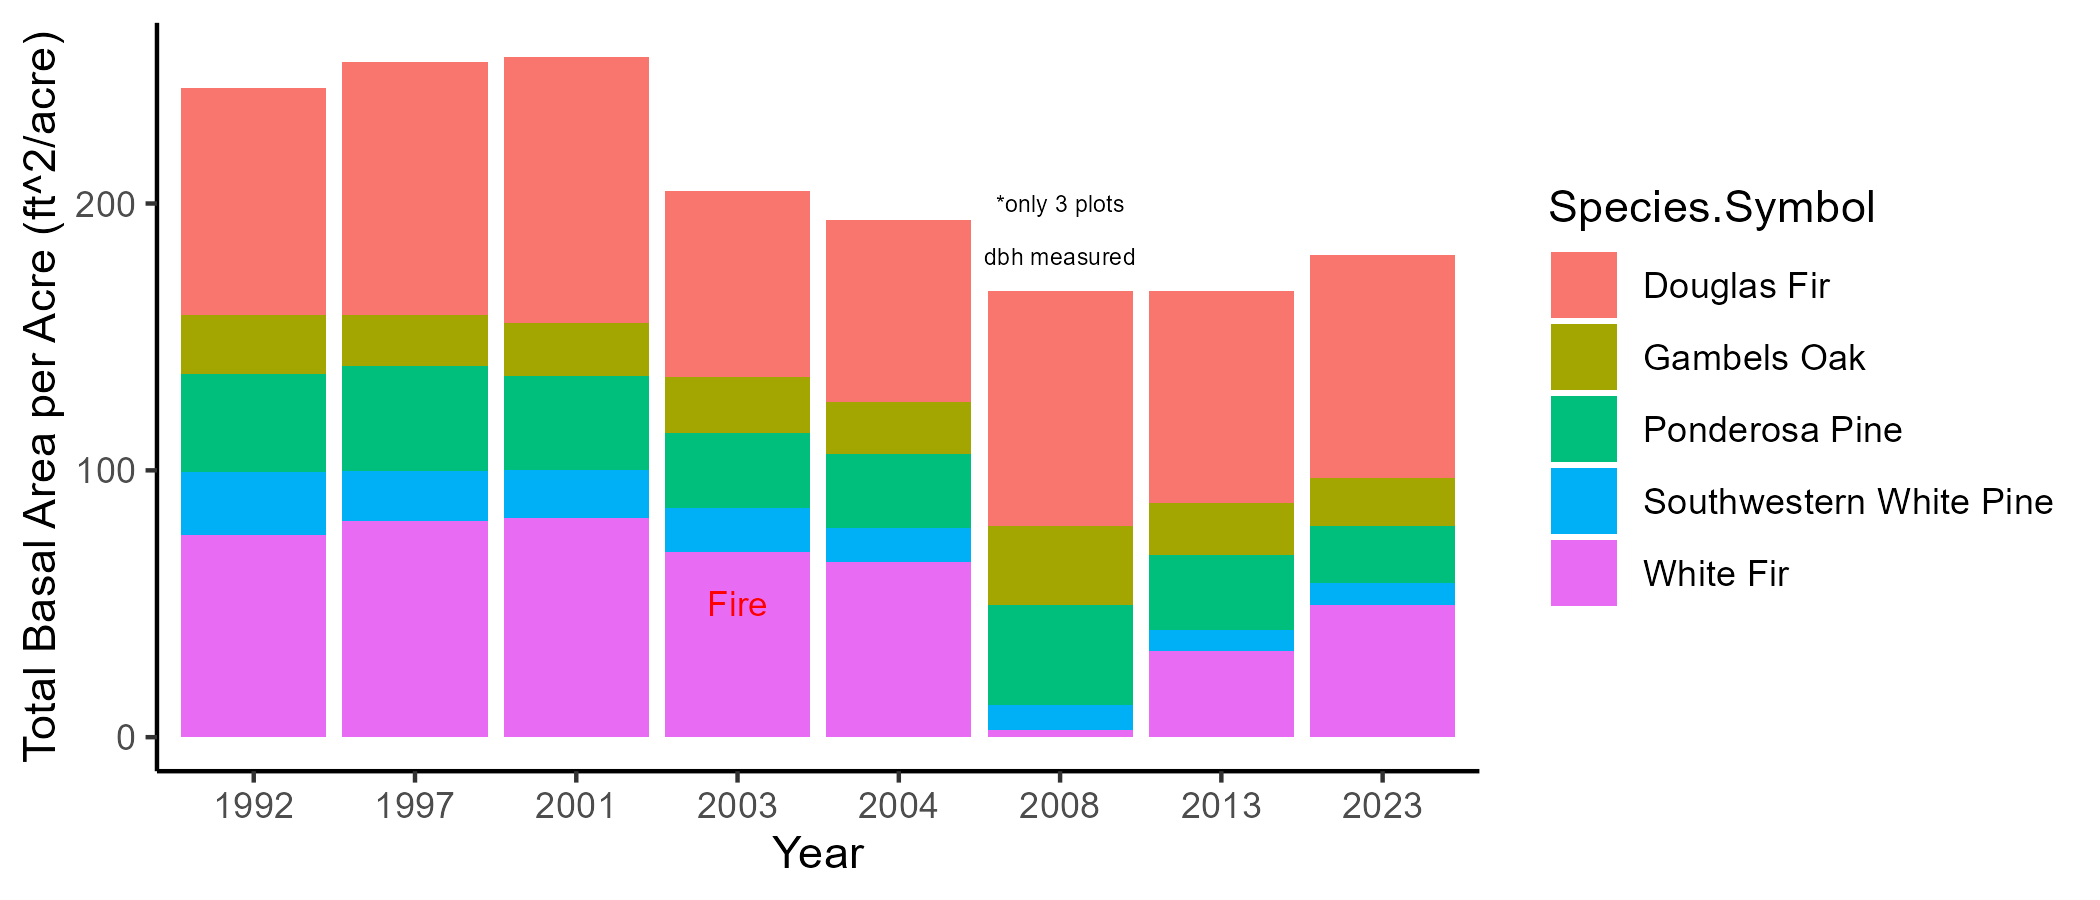 Total Basal Area per Acre (ft^2/acre)
200
100
0
*only 3 plots
dbh measured
Fire
1992
1997
2001
2003
2004
2008
2013
2023
Year
Species.Symbol
Douglas Fir
Gambels Oak
Ponderosa Pine
Southwestern White Pine
White Fir